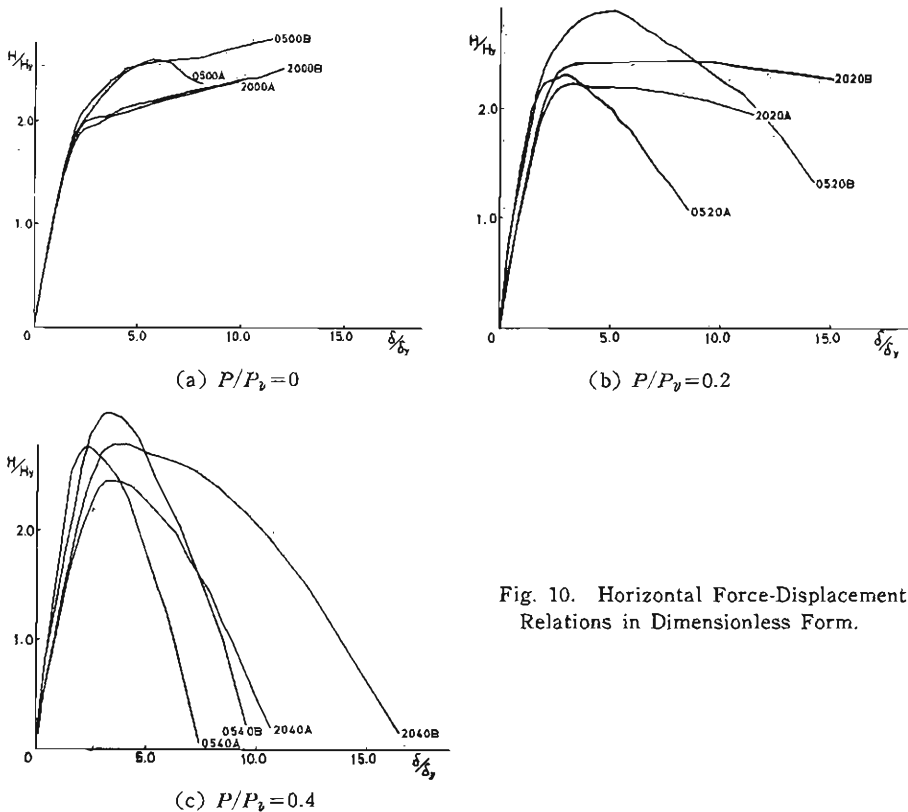 H/Hy
2.0
1.0
0
0500B
0500A
2000B
2000A
5.0
10.0
15.0
δ/δy
(a) P/Py=0
H/Hy
2.0
1.0
0
2020B
2020A
0520B
0520A
5.0
10.0
15.0
δ/δy
(b) P/Py=0.2
H/Hy
2.0
1.0
0
0540A
0540B
2040A
2040B
5.0
10.0
15.0
δ/δy
(c) P/Py=0.4
Fig. 10. Horizontal Force-Displacement
Relations in Dimensionless Form.